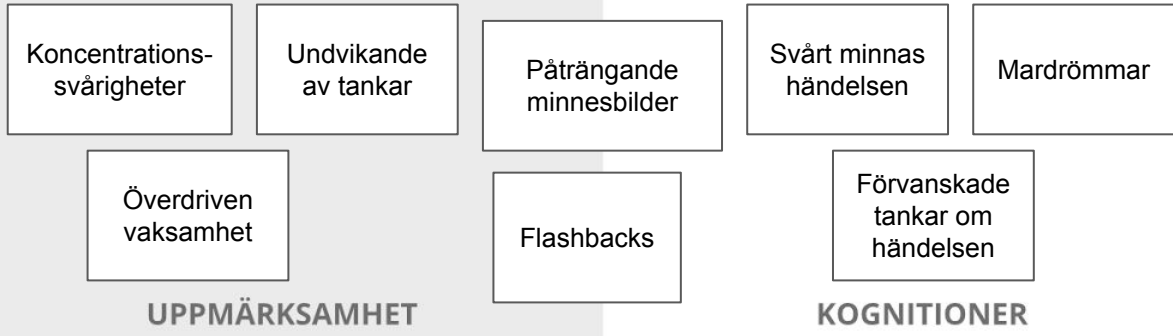 Koncentrations-
svårigheter
Undvikande
av tankar
Påträngande
minnesbilder
Svårt minnas
händelsen
Mardrömmar
Överdriven
vaksamhet
Flashbacks
Förvanskade
tankar om
händelsen
UPPMÄRKSAMHET
KOGNITIONER